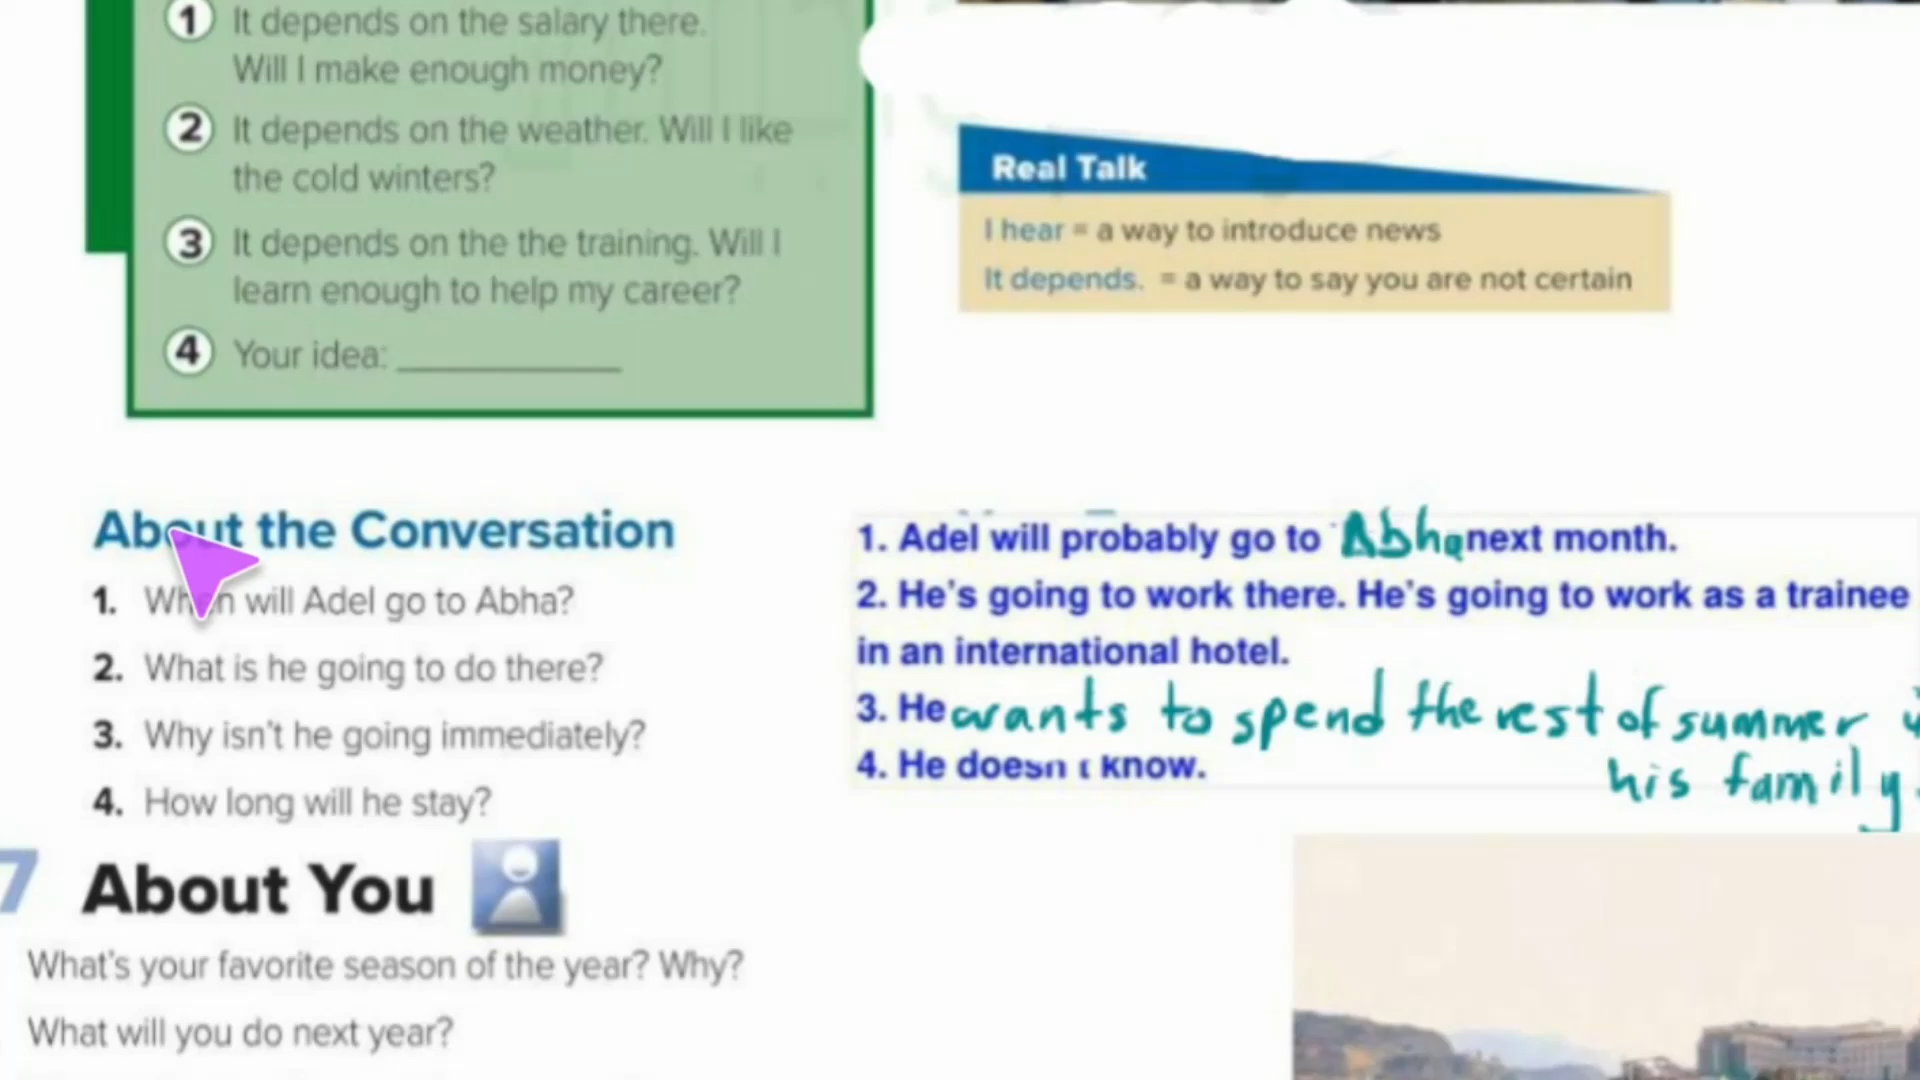 1 It depends on the salary there.
Will I make enough money?
2 It depends on the weather. Will I like
the cold winters?
3 It depends on the the training. Will I
learn enough to help my career?
4 Your idea: ____________
Real Talk
I hear = a way to introduce news
It depends. = a way to say you are not certain
About the Conversation
1. When will Adel go to Abha?
2. What is he going to do there?
3. Why isn't he going immediately?
4. How long will he stay?
1. Adel will probably go to Abha next month.
2. He's going to work there. He's going to work as a trainee
in an international hotel.
3. He wants to spend the rest of summer
his family.
4. He doesn't know.
7 About You
What's your favorite season of the year? Why?
What will you do next year?